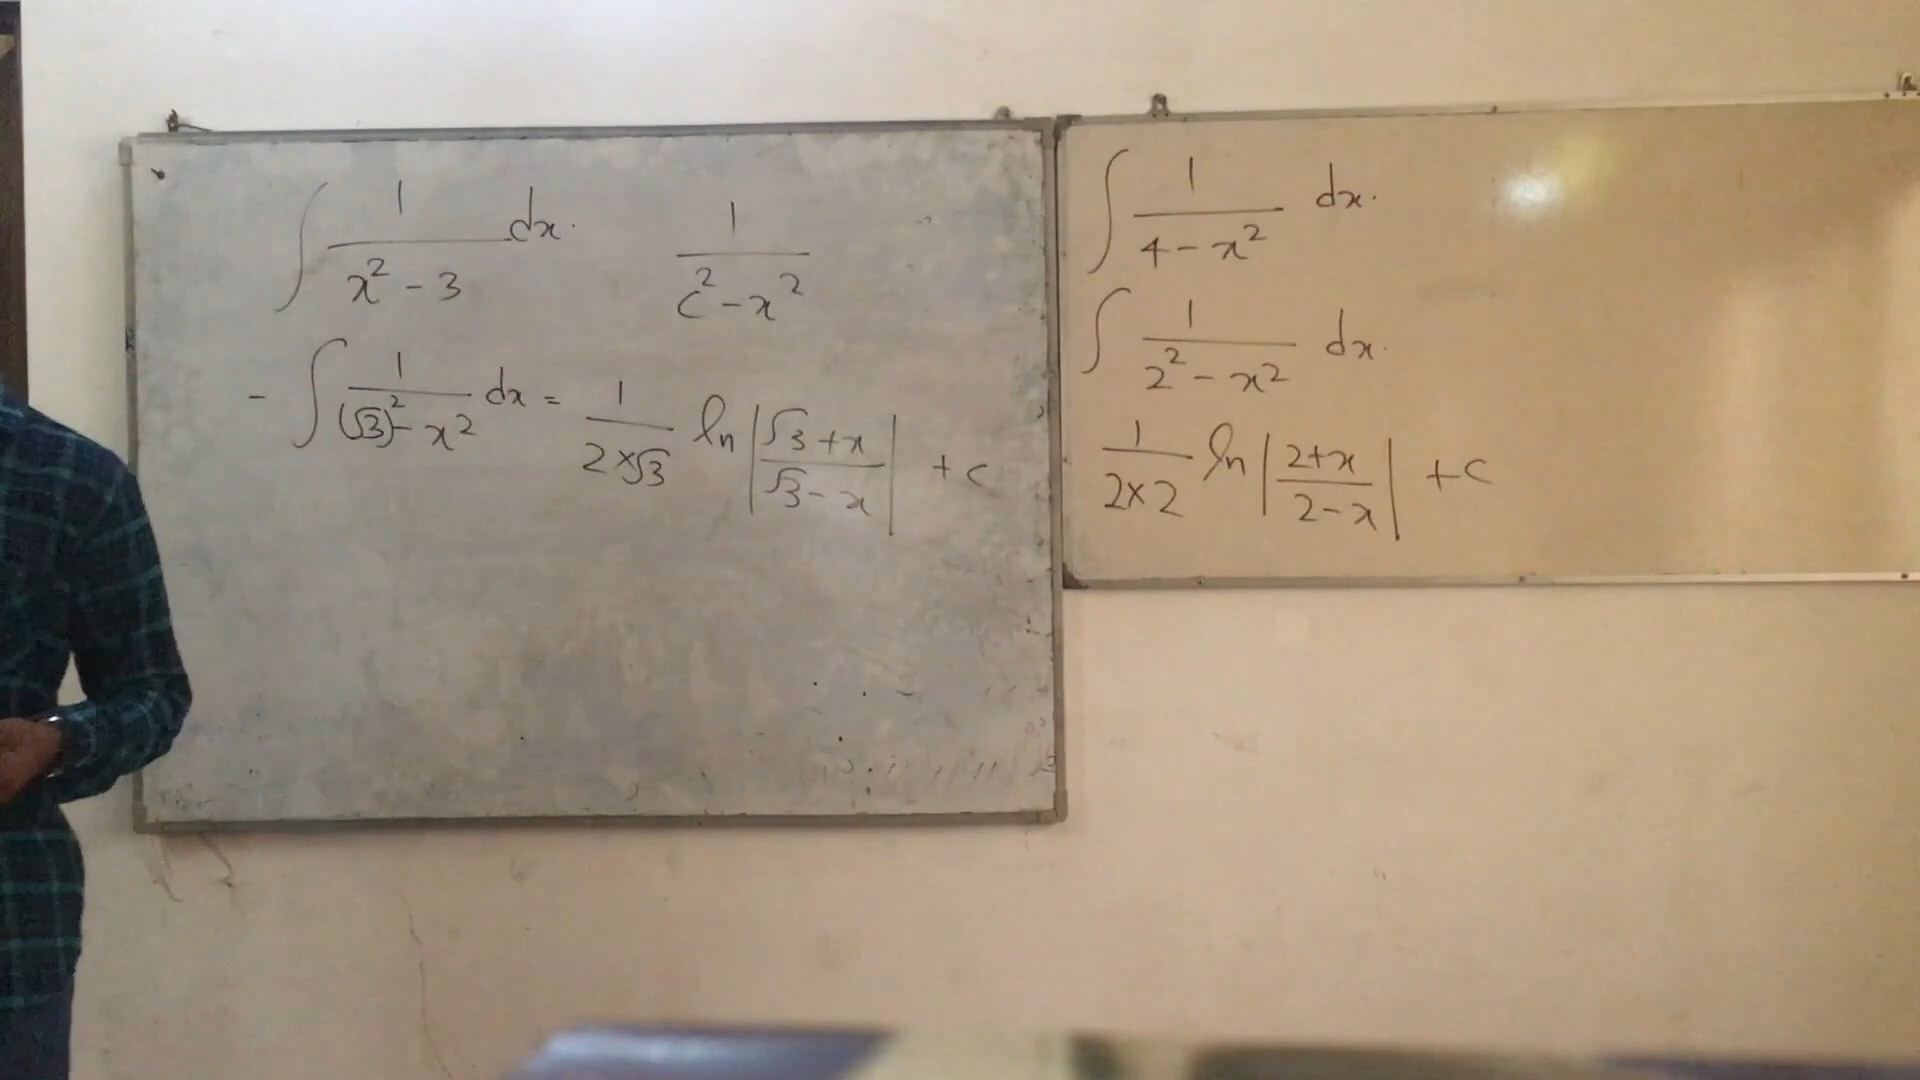 ∫ 1/(x² - 3) dx. 1/(c² - x²)
- ∫ 1/((√3)² - x²) dx = 1/(2×√3) ln |(√3+x)/(√3-x)| + c
∫ 1/(4 - x²) dx.
∫ 1/(2² - x²) dx.
1/(2×2) ln |(2+x)/(2-x)| + c